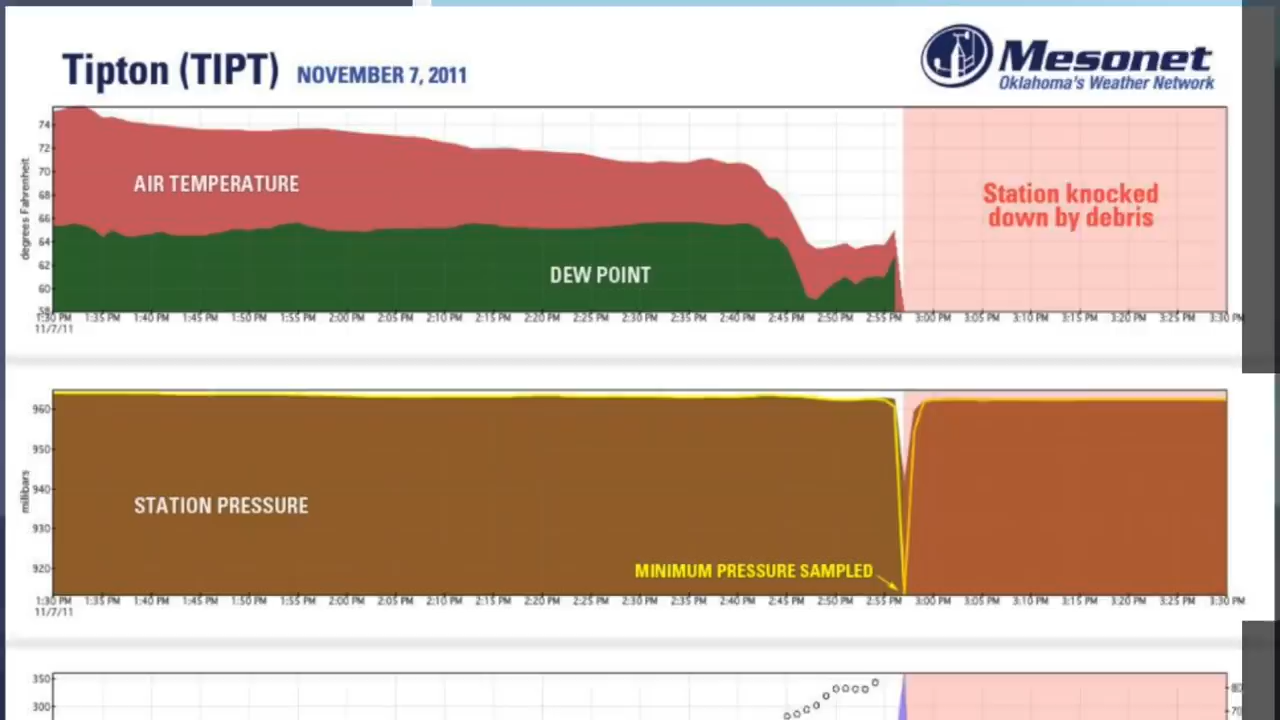 Tipton (TIPT) NOVEMBER 7, 2011
Mesonet
Oklahoma's Weather Network
74
72
70
68
66
64
62
60
58
degrees Fahrenheit
AIR TEMPERATURE
DEW POINT
Station knocked
down by debris
1:30 PM 1:35 PM 1:40 PM 1:45 PM 1:50 PM 1:55 PM 2:00 PM 2:05 PM 2:10 PM 2:15 PM 2:20 PM 2:25 PM 2:30 PM 2:35 PM 2:40 PM 2:45 PM 2:50 PM 2:55 PM 3:00 PM 3:05 PM 3:10 PM 3:15 PM 3:20 PM 3:25 PM 3:30 PM
11/7/11
960
950
940
930
920
millibars
STATION PRESSURE
MINIMUM PRESSURE SAMPLED
1:30 PM 1:35 PM 1:40 PM 1:45 PM 1:50 PM 1:55 PM 2:00 PM 2:05 PM 2:10 PM 2:15 PM 2:20 PM 2:25 PM 2:30 PM 2:35 PM 2:40 PM 2:45 PM 2:50 PM 2:55 PM 3:00 PM 3:05 PM 3:10 PM 3:15 PM 3:20 PM 3:25 PM 3:30 PM
11/7/11
350
300
80
70